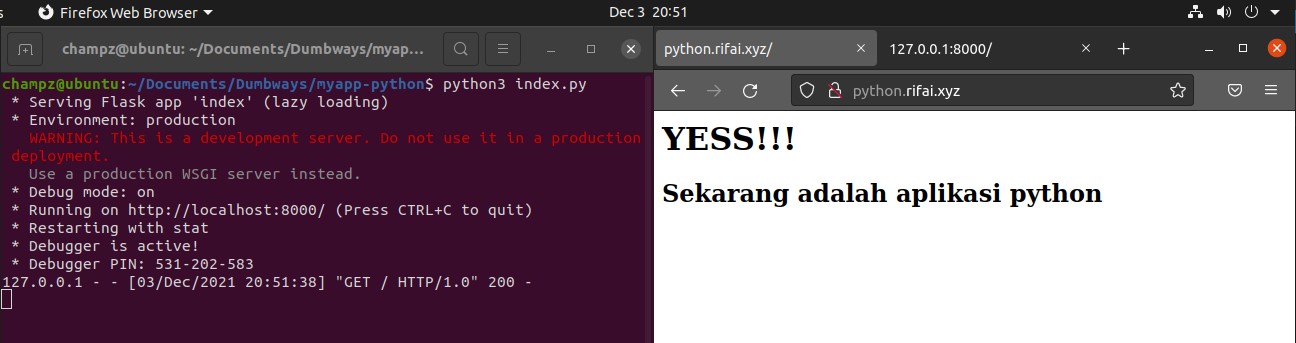 Firefox Web Browser
Dec 3 20:51
champz@ubuntu: ~/Documents/Dumbways/myapp...
champz@ubuntu:~/Documents/Dumbways/myapp-python$ python3 index.py
* Serving Flask app 'index' (lazy loading)
* Environment: production
WARNING: This is a development server. Do not use it in a production
deployment.
Use a production WSGI server instead.
* Debug mode: on
* Running on http://localhost:8000/ (Press CTRL+C to quit)
* Restarting with stat
* Debugger is active!
* Debugger PIN: 531-202-583
127.0.0.1 - - [03/Dec/2021 20:51:38] "GET / HTTP/1.0" 200 -
python.rifai.xyz/
127.0.0.1:8000/
python.rifai.xyz
YESS!!!
Sekarang adalah aplikasi python